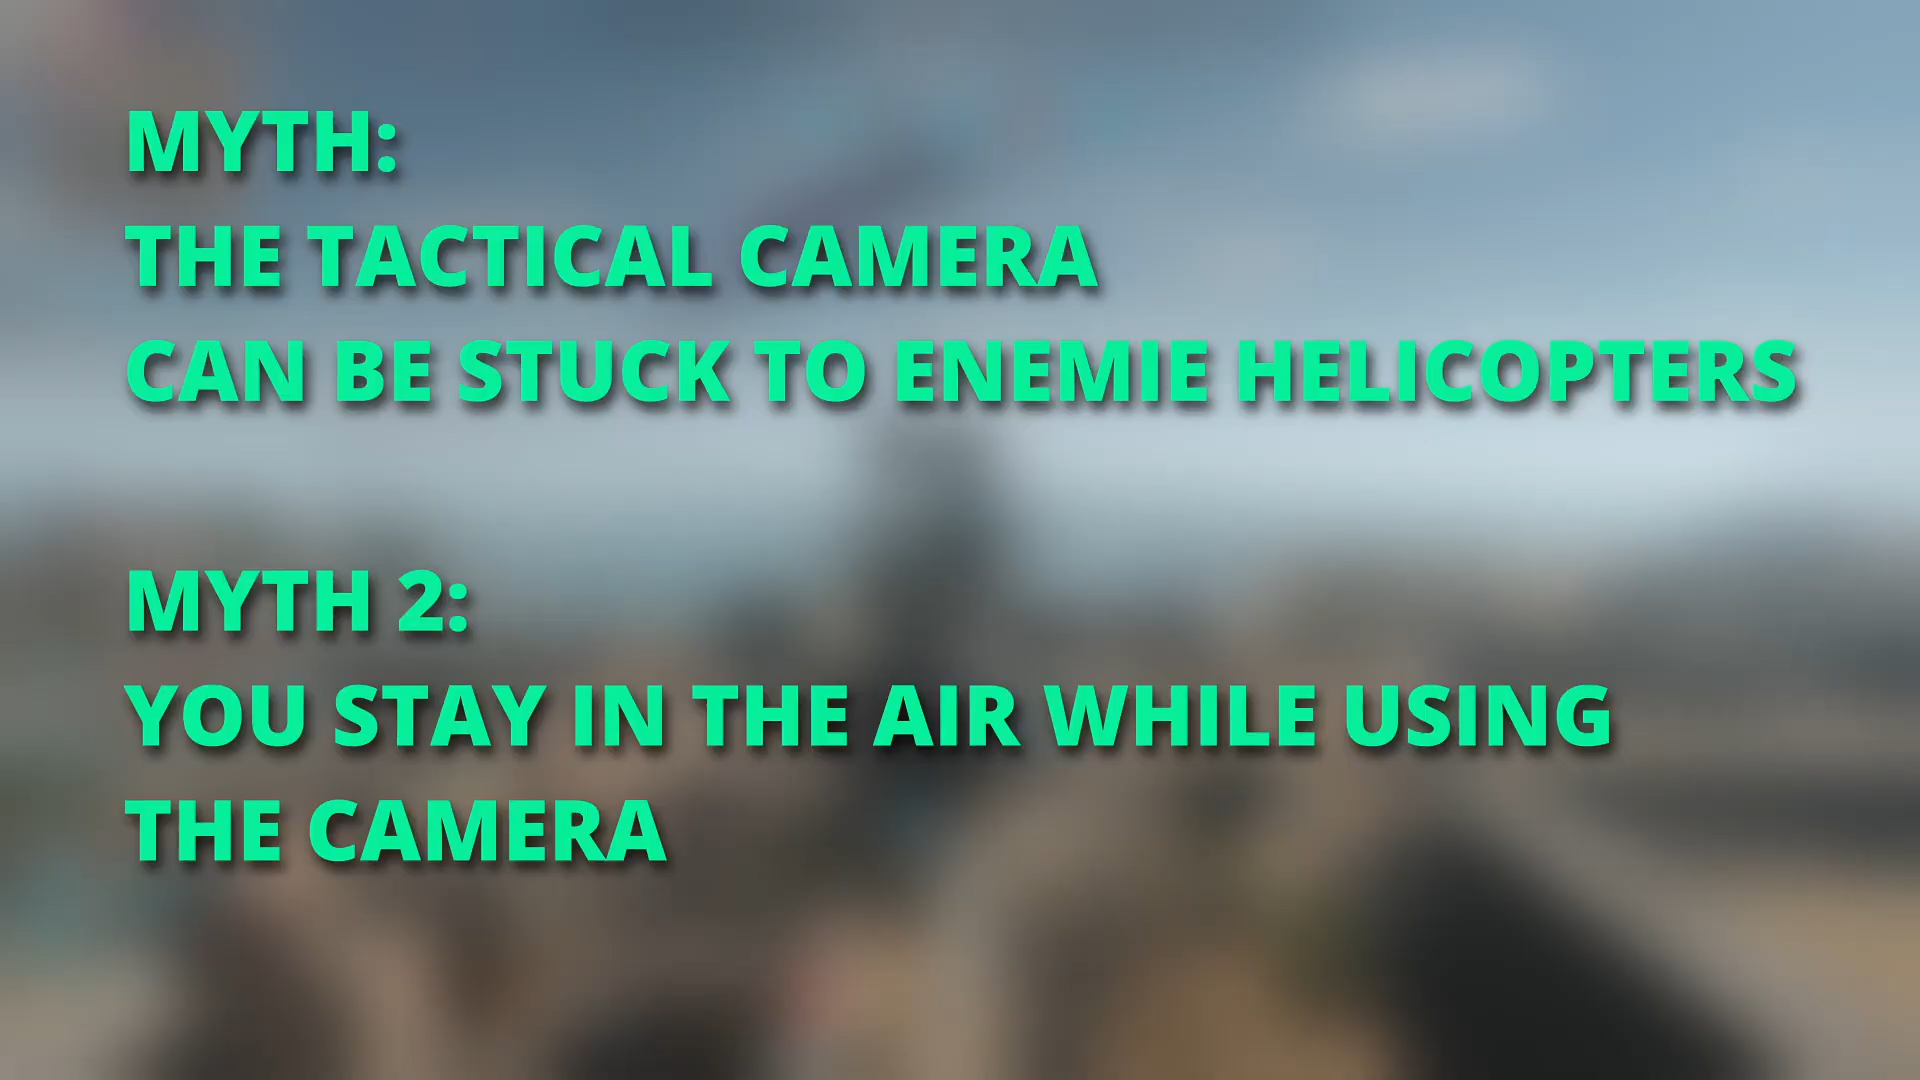 MYTH:
THE TACTICAL CAMERA
CAN BE STUCK TO ENEMIE HELICOPTERS
MYTH 2:
YOU STAY IN THE AIR WHILE USING
THE CAMERA